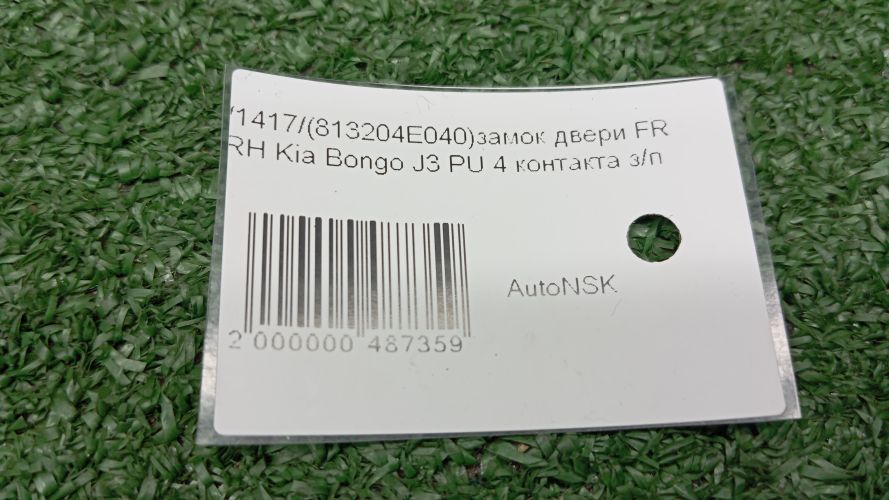 /1417/(813204E040)замок двери FR
RH Kia Bongo J3 PU 4 контакта з/п
AutoNSK
2 000000 487359